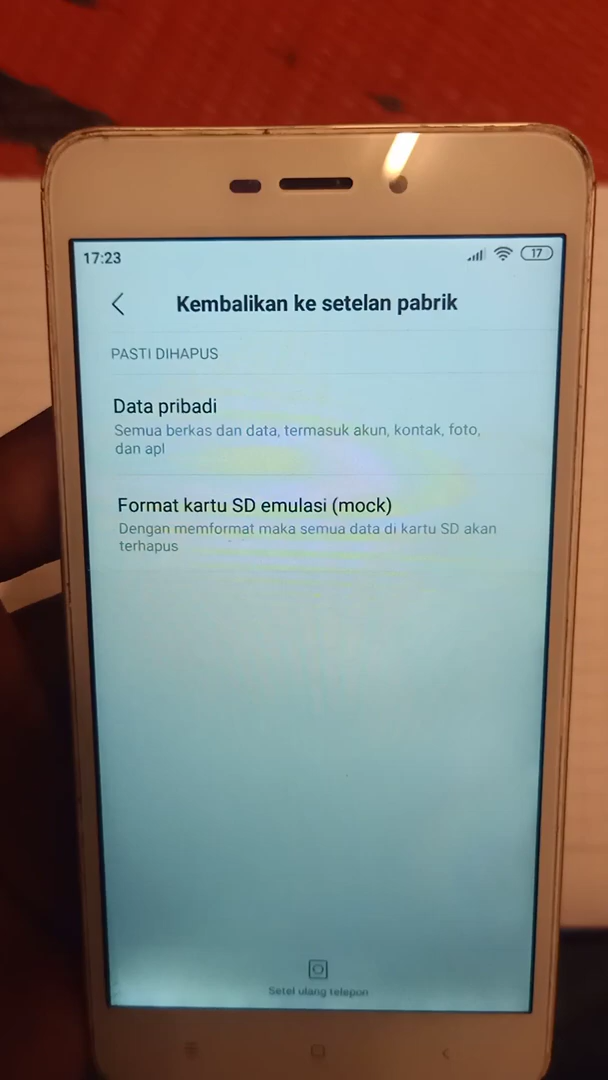 17:23
17
Kembalikan ke setelan pabrik
PASTI DIHAPUS
Data pribadi
Semua berkas dan data, termasuk akun, kontak, foto,
dan apl
Format kartu SD emulasi (mock)
Dengan memformat maka semua data di kartu SD akan
terhapus
Setel ulang telepon